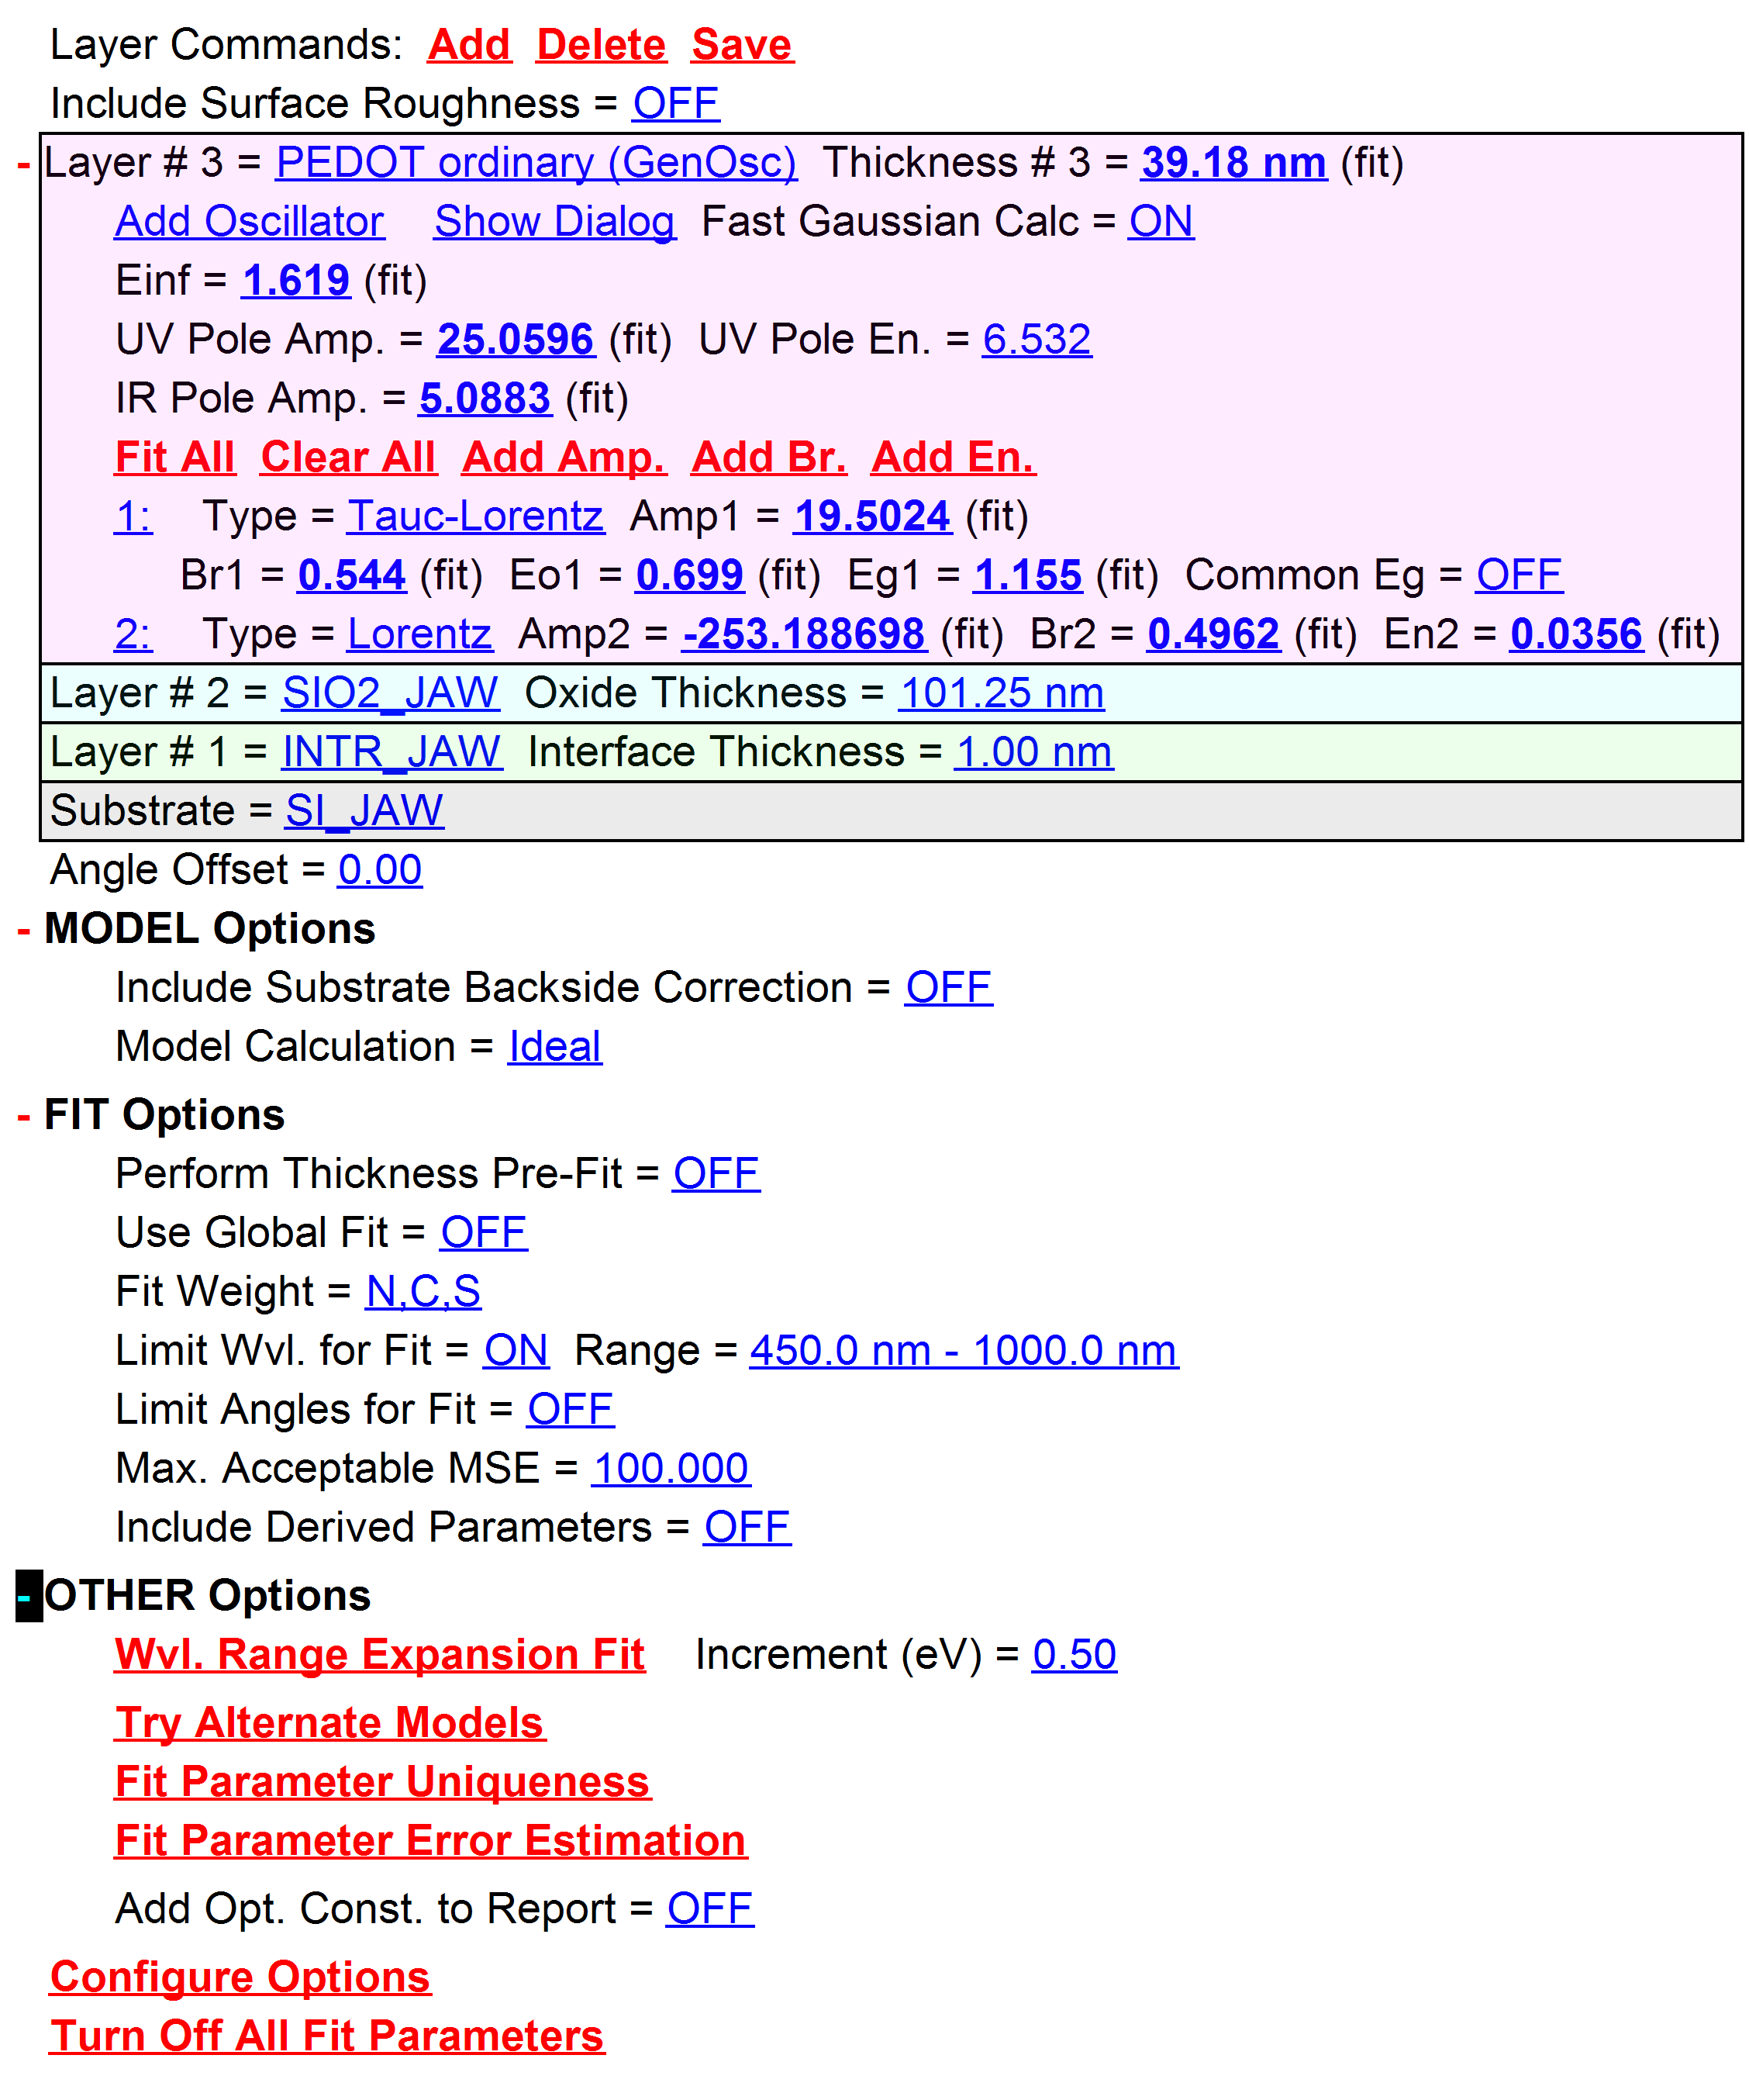 Layer Commands: Add Delete Save
Include Surface Roughness = OFF
- Layer # 3 = PEDOT ordinary (GenOsc) Thickness # 3 = 39.18 nm (fit)
Add Oscillator Show Dialog Fast Gaussian Calc = ON
Einf = 1.619 (fit)
UV Pole Amp. = 25.0596 (fit) UV Pole En. = 6.532
IR Pole Amp. = 5.0883 (fit)
Fit All Clear All Add Amp. Add Br. Add En.
1: Type = Tauc-Lorentz Amp1 = 19.5024 (fit)
Br1 = 0.544 (fit) Eo1 = 0.699 (fit) Eg1 = 1.155 (fit) Common Eg = OFF
2: Type = Lorentz Amp2 = -253.188698 (fit) Br2 = 0.4962 (fit) En2 = 0.0356 (fit)
Layer # 2 = SIO2_JAW Oxide Thickness = 101.25 nm
Layer # 1 = INTR_JAW Interface Thickness = 1.00 nm
Substrate = SI_JAW
Angle Offset = 0.00
- MODEL Options
Include Substrate Backside Correction = OFF
Model Calculation = Ideal
- FIT Options
Perform Thickness Pre-Fit = OFF
Use Global Fit = OFF
Fit Weight = N,C,S
Limit Wvl. for Fit = ON Range = 450.0 nm - 1000.0 nm
Limit Angles for Fit = OFF
Max. Acceptable MSE = 100.000
Include Derived Parameters = OFF
- OTHER Options
Wvl. Range Expansion Fit Increment (eV) = 0.50
Try Alternate Models
Fit Parameter Uniqueness
Fit Parameter Error Estimation
Add Opt. Const. to Report = OFF
Configure Options
Turn Off All Fit Parameters